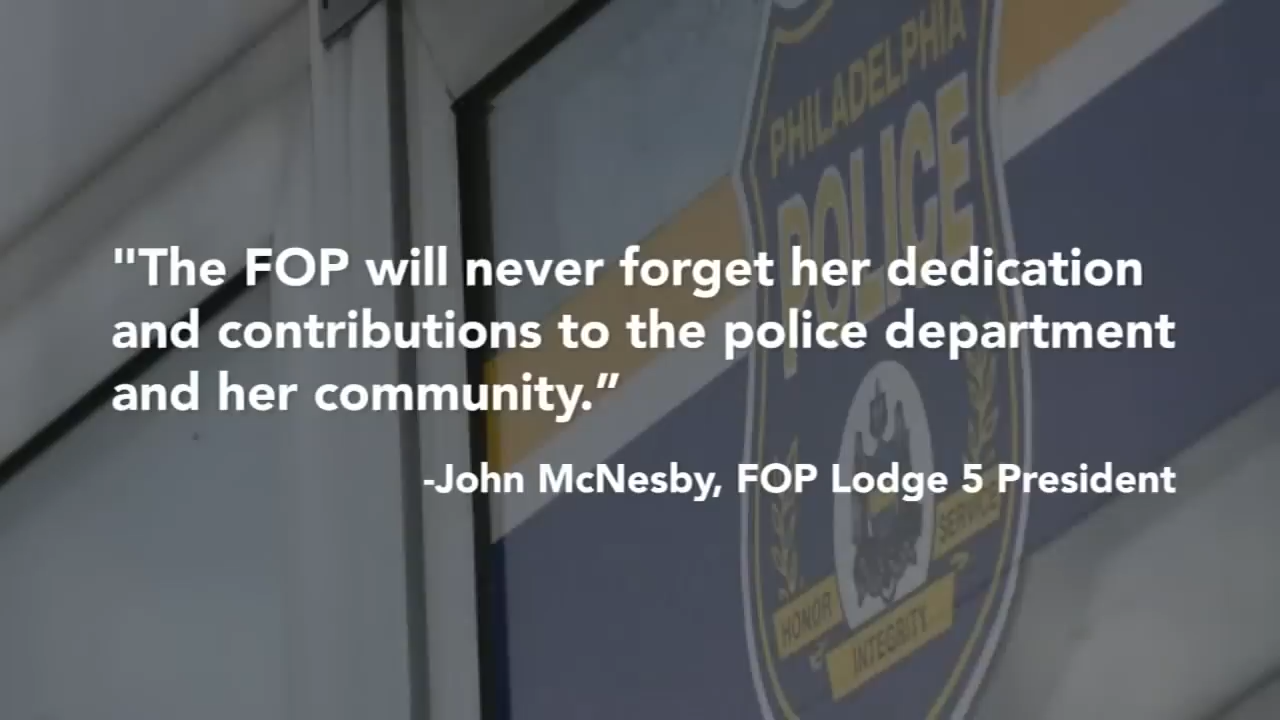 PHILADELPHIA
POLICE
"The FOP will never forget her dedication
and contributions to the police department
and her community.”
-John McNesby, FOP Lodge 5 President
SERVICE
HONOR
INTEGRITY